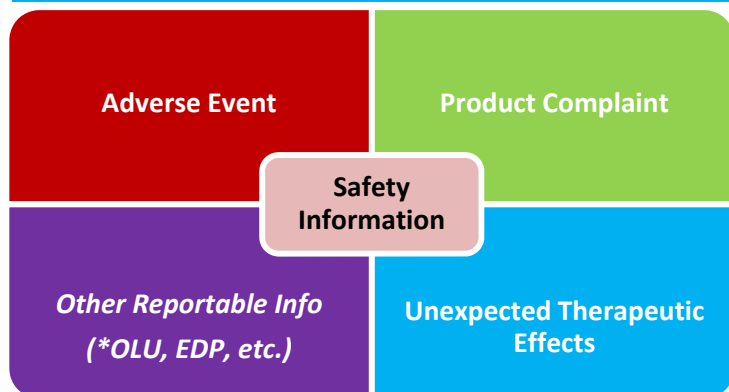 Adverse Event
Product Complaint
Safety
Information
Other Reportable Info
(*OLU, EDP, etc.)
Unexpected Therapeutic
Effects